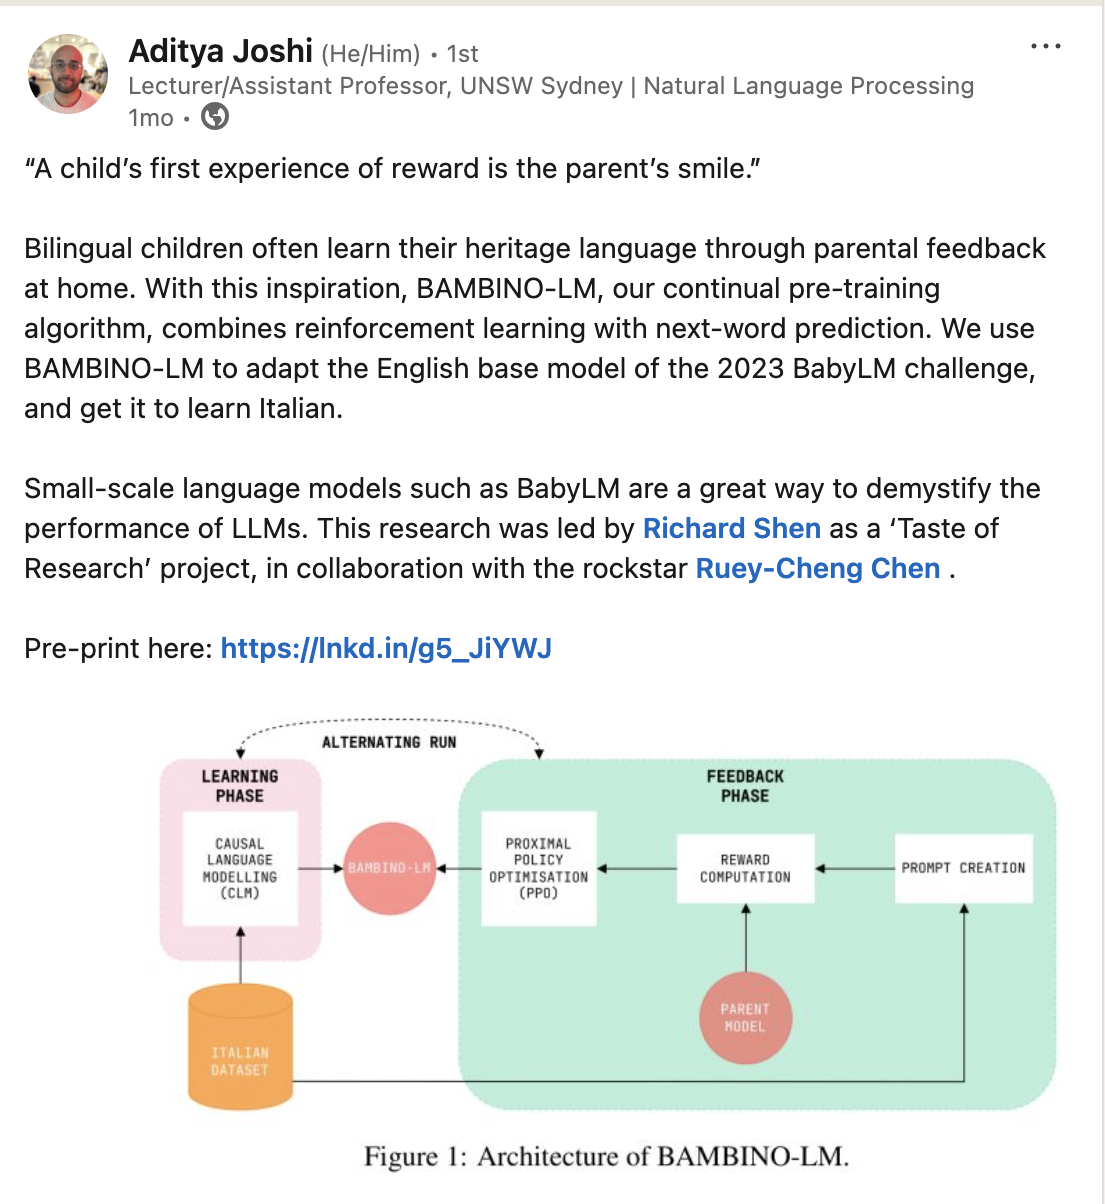 Aditya Joshi (He/Him) • 1st
Lecturer/Assistant Professor, UNSW Sydney | Natural Language Processing
1mo •
“A child’s first experience of reward is the parent’s smile.”
Bilingual children often learn their heritage language through parental feedback
at home. With this inspiration, BAMBINO-LM, our continual pre-training
algorithm, combines reinforcement learning with next-word prediction. We use
BAMBINO-LM to adapt the English base model of the 2023 BabyLM challenge,
and get it to learn Italian.
Small-scale language models such as BabyLM are a great way to demystify the
performance of LLMs. This research was led by Richard Shen as a ‘Taste of
Research’ project, in collaboration with the rockstar Ruey-Cheng Chen .
Pre-print here: https://lnkd.in/g5_JiYWJ
ALTERNATING RUN
LEARNING
PHASE
CAUSAL
LANGUAGE
MODELLING
(CLM)
BAMBINO-LM
FEEDBACK
PHASE
PROXIMAL
POLICY
OPTIMISATION
(PPO)
REWARD
COMPUTATION
PROMPT CREATION
PARENT
MODEL
ITALIAN
DATASET
Figure 1: Architecture of BAMBINO-LM.